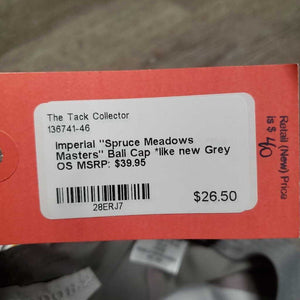 The Tack Collector
136741-46
Imperial "Spruce Meadows
Masters" Ball Cap *like new Grey
OS MSRP: $39.95
$26.50
28ERJ7
Retail (New) Price
is $ 40